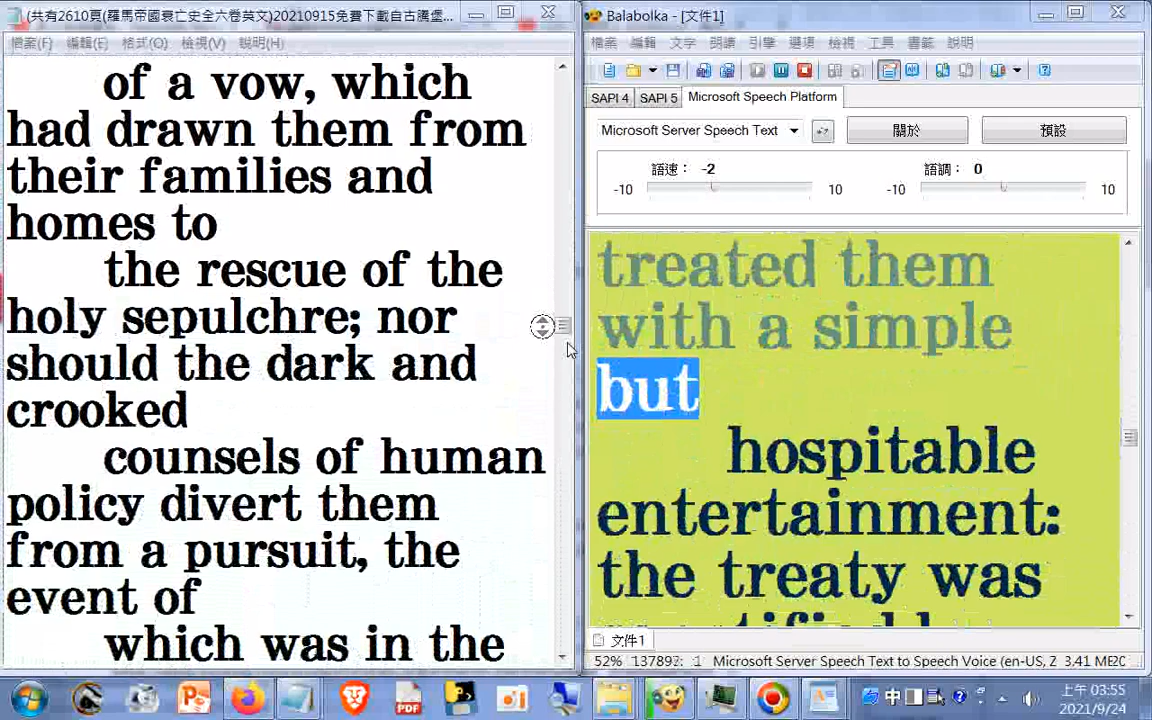 (共有2610頁(羅馬帝國衰亡史全六卷英文)20210915免費下載自古騰堡...
檔案(F) 編輯(E) 格式(O) 檢視(V) 說明(H)
of a vow, which
had drawn them from
their families and
homes to
the rescue of the
holy sepulchre; nor
should the dark and
crooked
counsels of human
policy divert them
from a pursuit, the
event of
which was in the
Balabolka - [文件1]
檔案 編輯 文字 朗讀 引擎 選項 檢視 工具 書籤 說明
SAPI 4 SAPI 5 Microsoft Speech Platform
Microsoft Server Speech Text 關於 預設
語速： -2 語調： 0
-10 10 -10 10
treated them
with a simple
but
hospitable
entertainment:
the treaty was
文件1
52% 137897: 1 Microsoft Server Speech Text to Speech Voice (en-US, Z 3,41 ME20
中
上午 03:55
2021/9/24